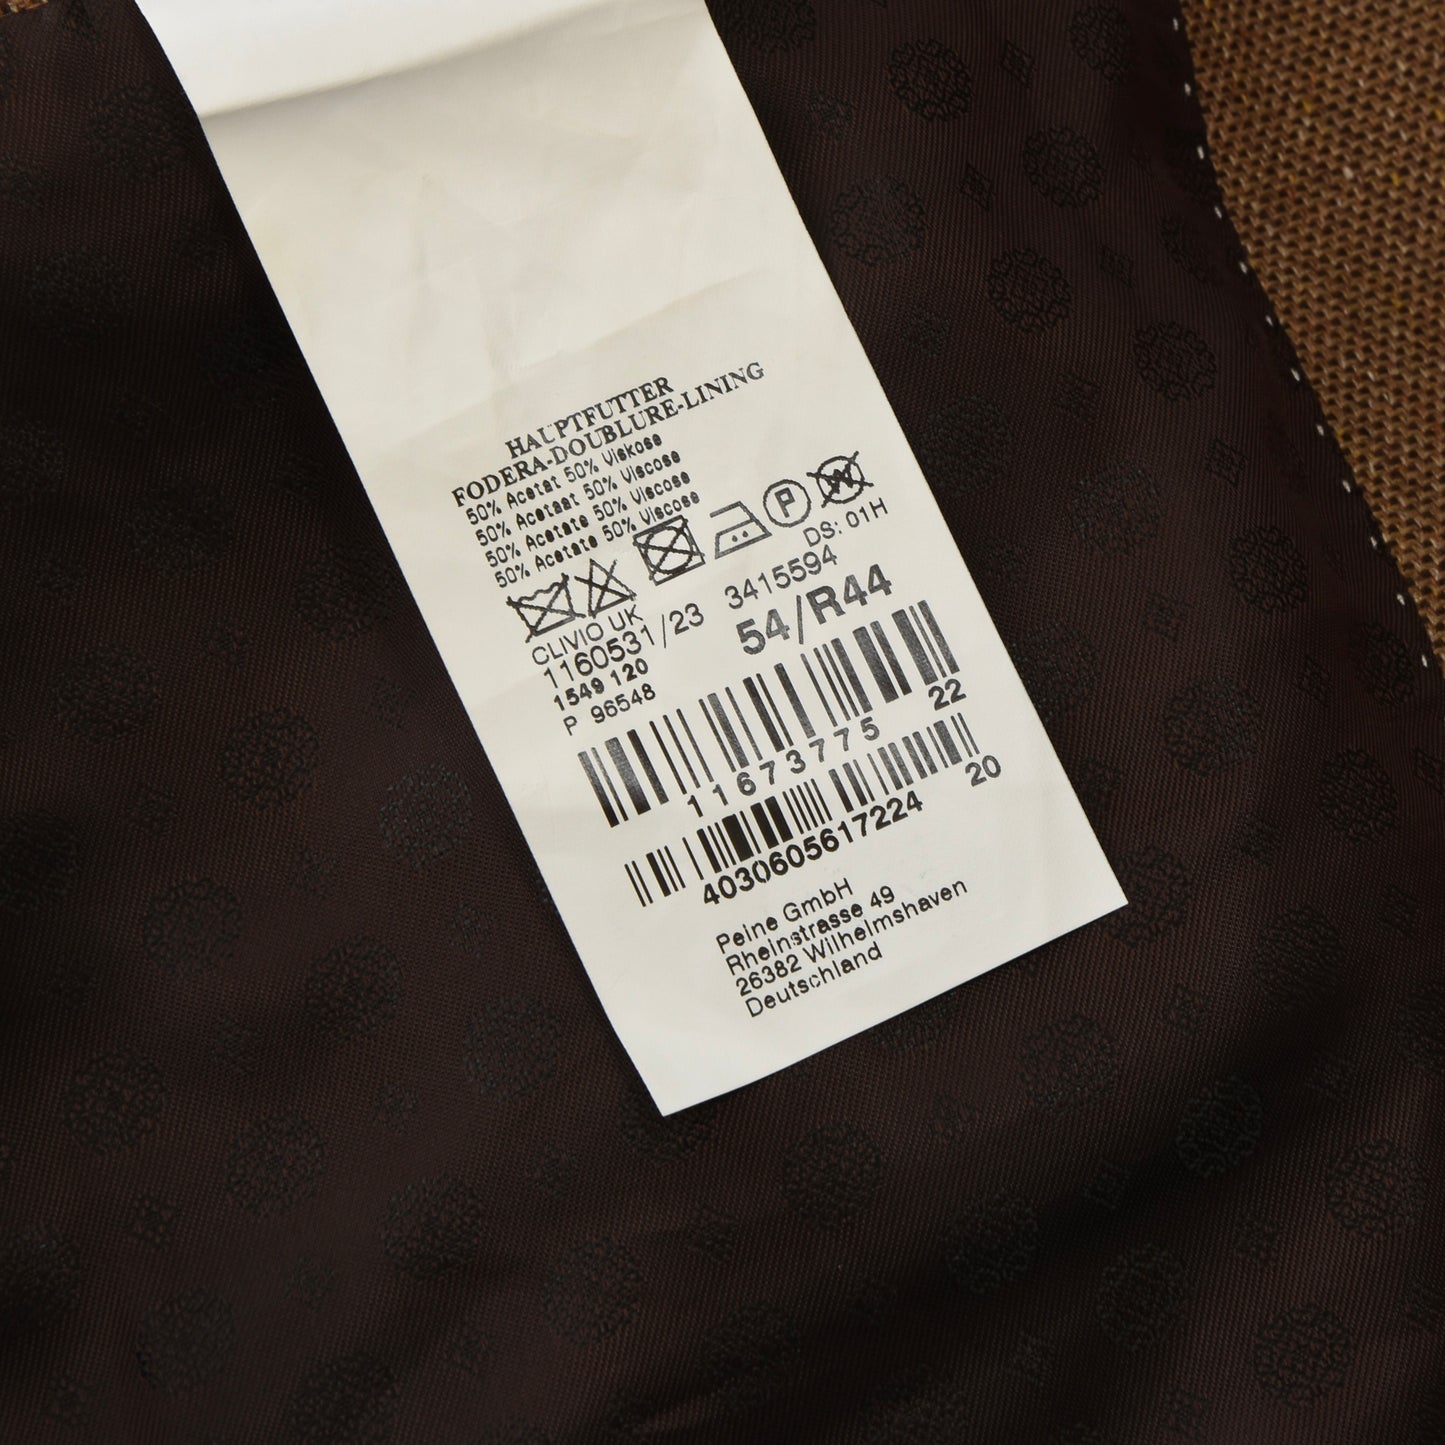 HAUPTFUTTER
FODERA-DOUBLURE-LINING
50% Acetat 50% Viskose
50% Acetaat 50% Viscose
50% Acetate 50% Viscose
50% Acetate 50% Viscose
P W
DS: 01H
CLIVIO UK
1160531/23 3415594
1549 120 54/R44
P 96548
11673775 22
4030605617224 20
Peine GmbH
Rheinstrasse 49
26382 Wilhelmshaven
Deutschland